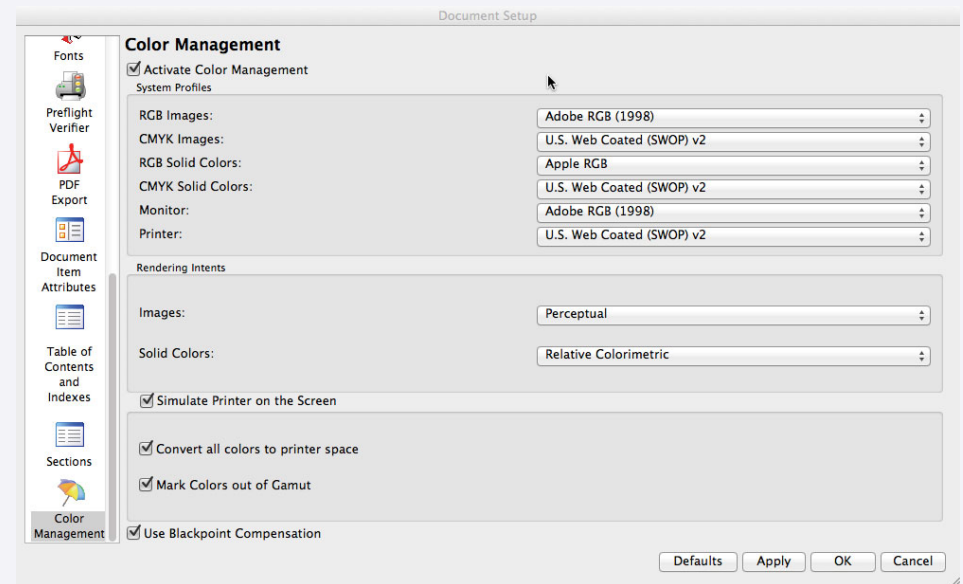 Document Setup
Fonts
Preflight
Verifier
PDF
Export
Document
Item
Attributes
Table of
Contents
and
Indexes
Sections
Color
Management
Color Management
Activate Color Management
System Profiles
RGB Images: Adobe RGB (1998)
CMYK Images: U.S. Web Coated (SWOP) v2
RGB Solid Colors: Apple RGB
CMYK Solid Colors: U.S. Web Coated (SWOP) v2
Monitor: Adobe RGB (1998)
Printer: U.S. Web Coated (SWOP) v2
Rendering Intents
Images: Perceptual
Solid Colors: Relative Colorimetric
Simulate Printer on the Screen
Convert all colors to printer space
Mark Colors out of Gamut
Use Blackpoint Compensation
Defaults Apply OK Cancel